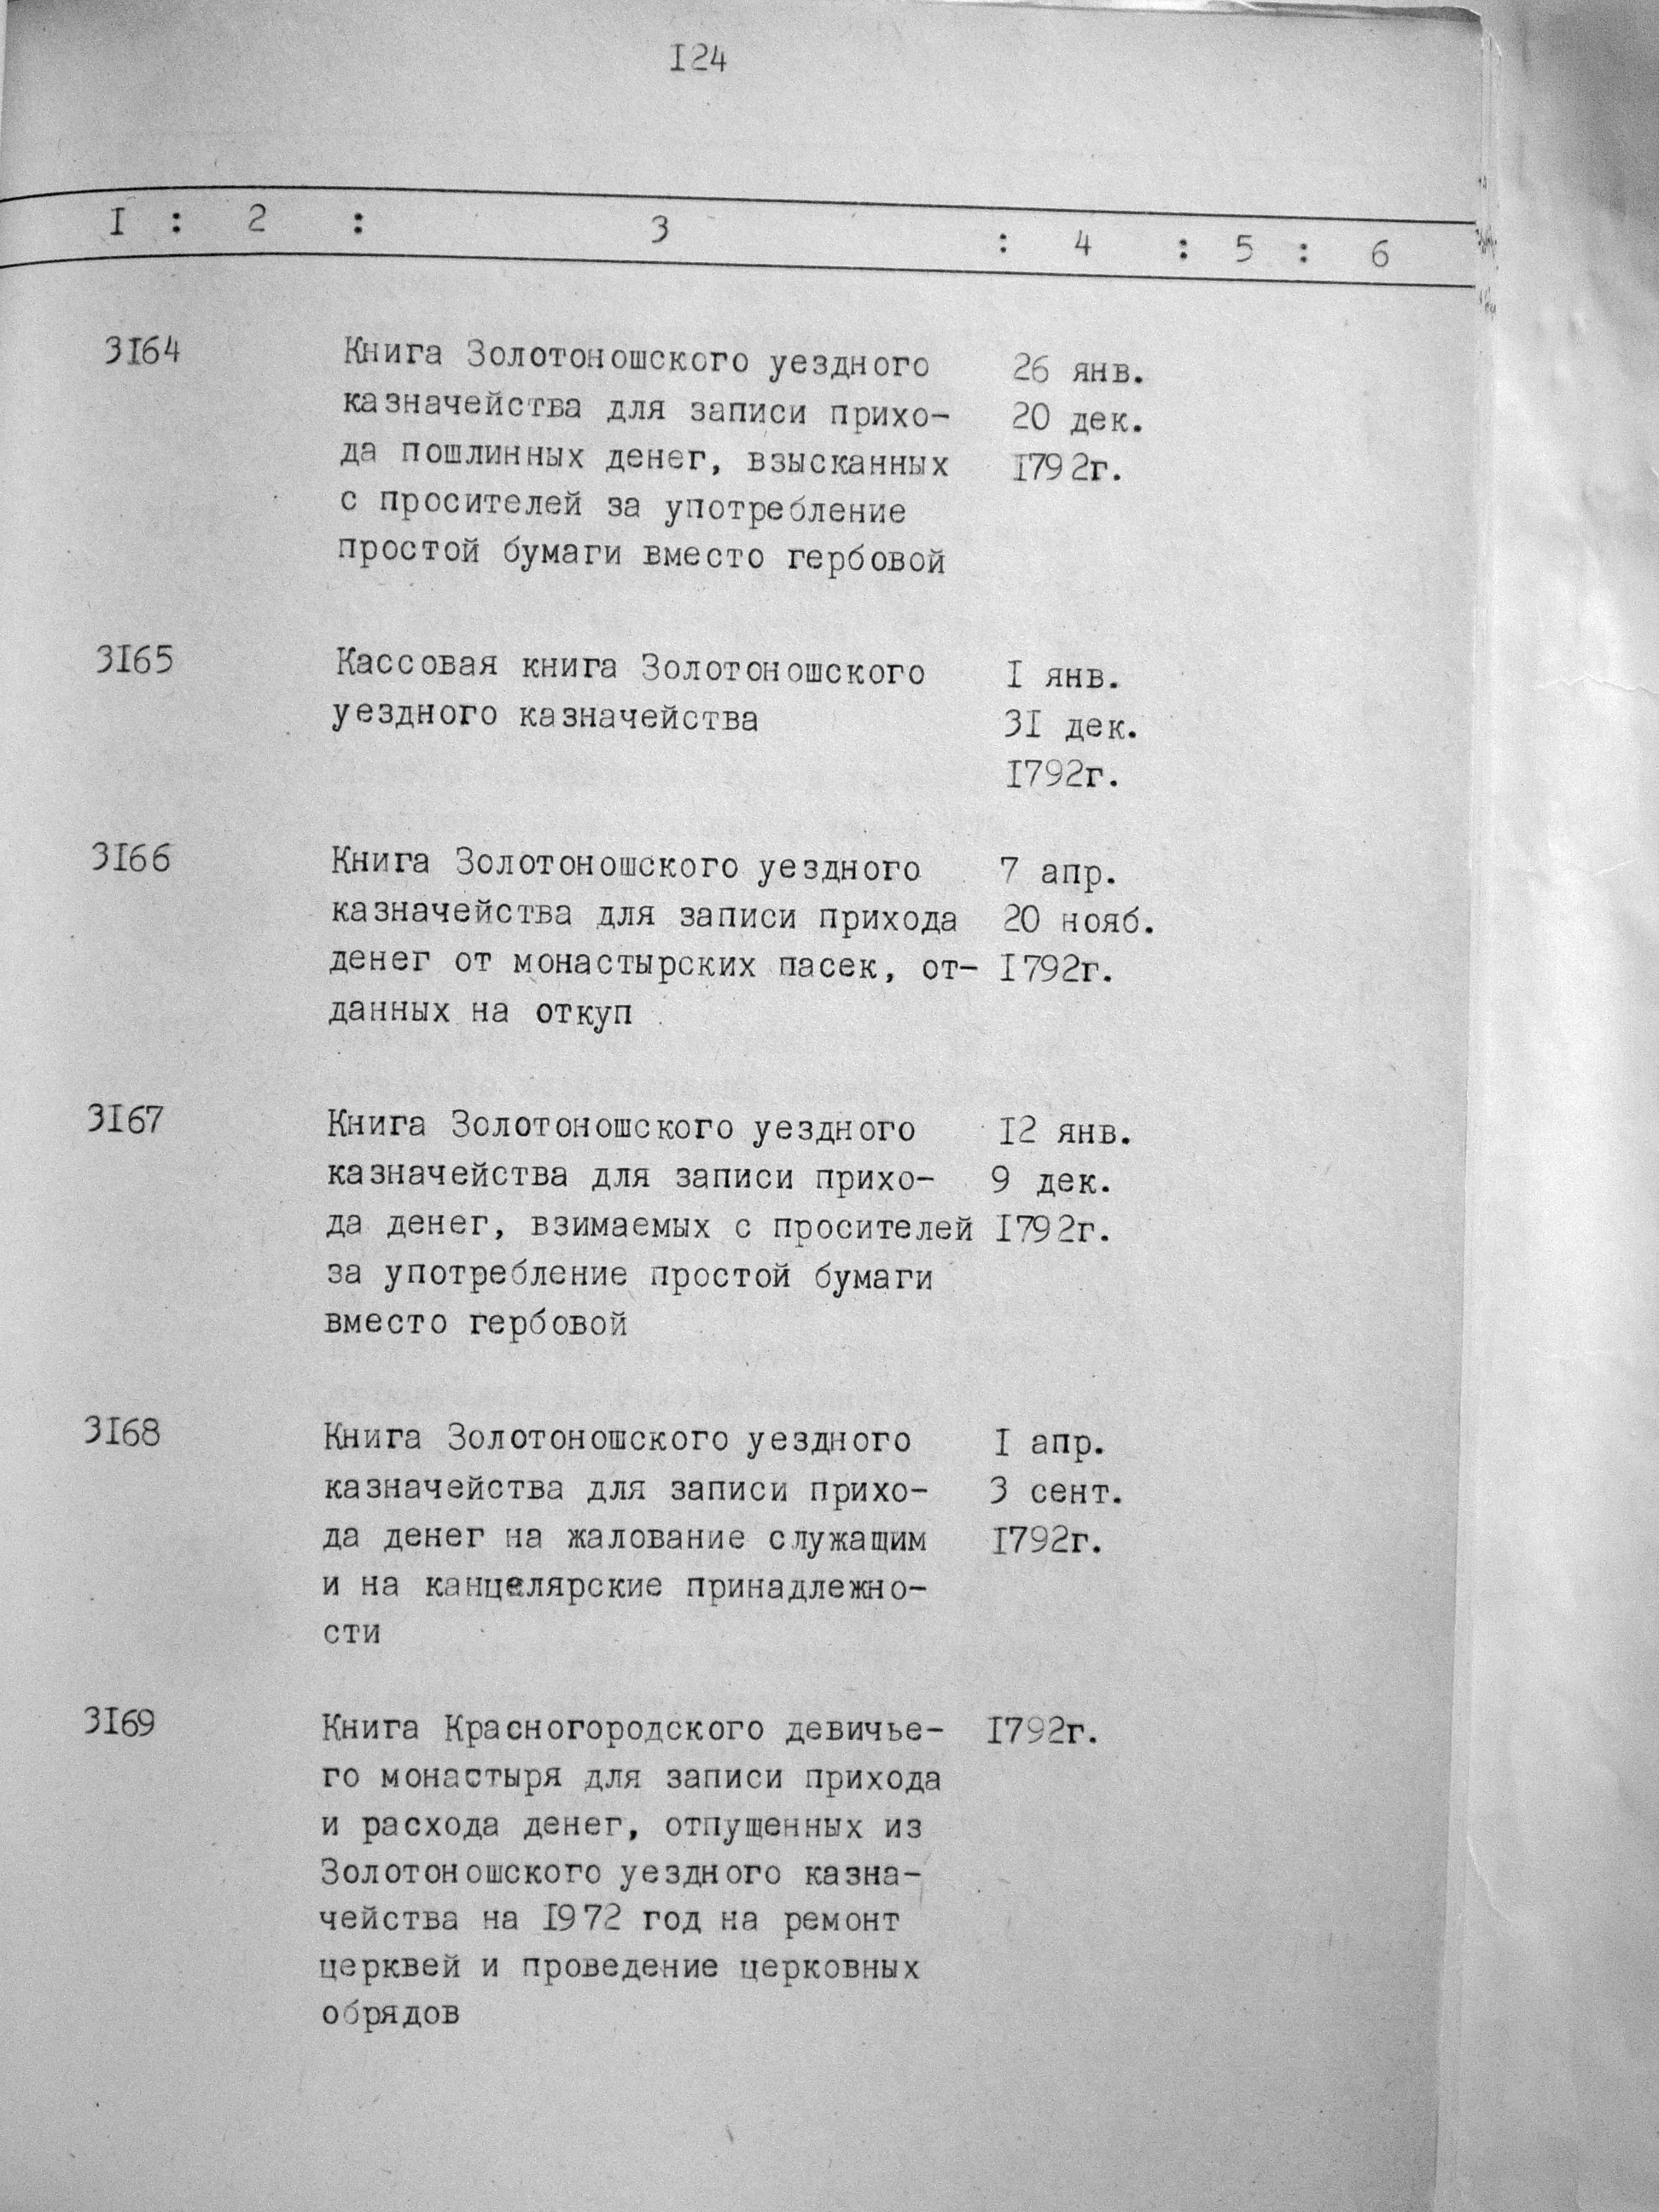 I24
I : 2 : 3 : 4 : 5 : 6
3I64 Книга Золотоношского уездного 26 янв.
казначейства для записи прихо- 20 дек.
да пошлинных денег, взысканных I792г.
с просителей за употребление
простой бумаги вместо гербовой
3I65 Кассовая книга Золотоношского I янв.
уездного казначейства 3I дек.
I792г.
3I66 Книга Золотоношского уездного 7 апр.
казначейства для записи прихода 20 нояб.
денег от монастырских пасек, от- I792г.
данных на откуп
3I67 Книга Золотоношского уездного I2 янв.
казначейства для записи прихо- 9 дек.
да денег, взимаемых с просителей I792г.
за употребление простой бумаги
вместо гербовой
3I68 Книга Золотоношского уездного I апр.
казначейства для записи прихо- 3 сент.
да денег на жалование служащим I792г.
и на канцелярские принадлежно-
сти
3I69 Книга Красногородского девичье- I792г.
го монастыря для записи прихода
и расхода денег, отпущенных из
Золотоношского уездного казна-
чейства на I972 год на ремонт
церквей и проведение церковных
обрядов